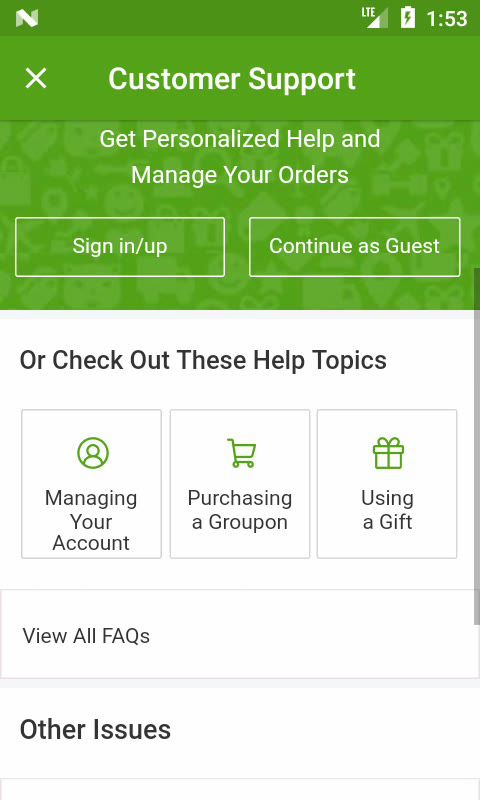 LTE 1:53
Customer Support
Get Personalized Help and
Manage Your Orders
Sign in/up
Continue as Guest
Or Check Out These Help Topics
Managing
Your
Account
Purchasing
a Groupon
Using
a Gift
View All FAQs
Other Issues